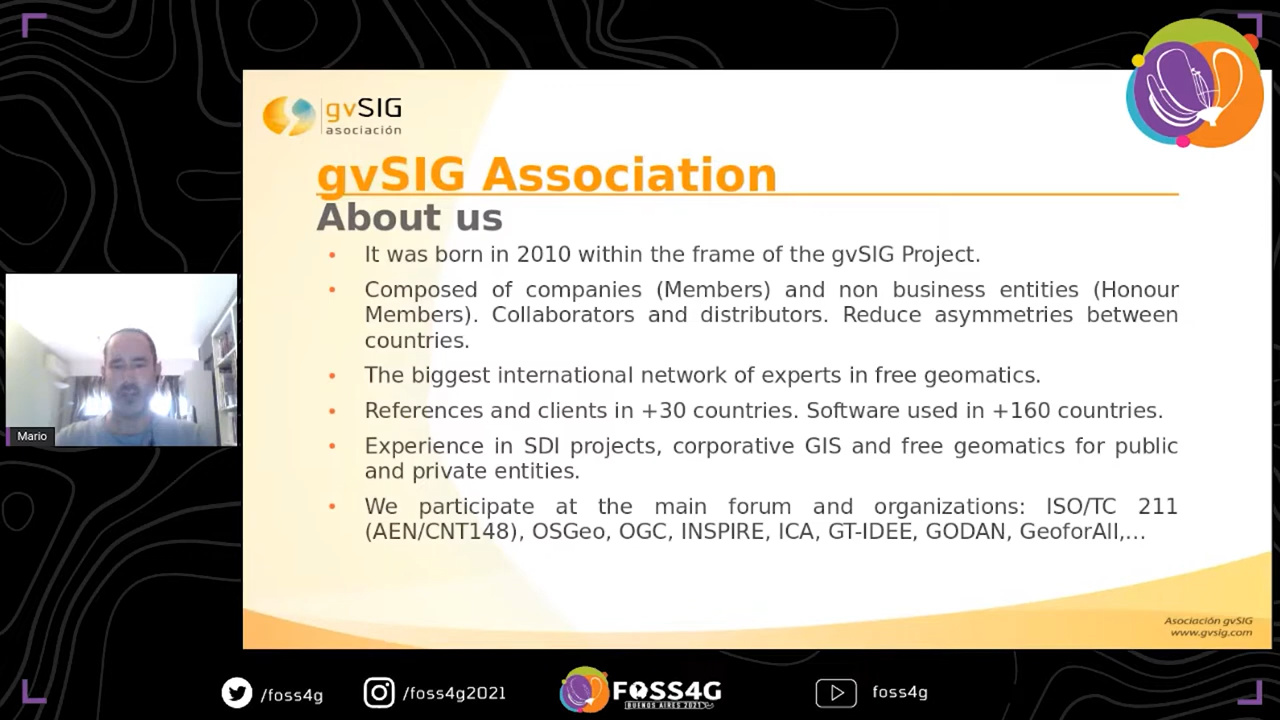 gvSIG
asociación
gvSIG Association
About us
• It was born in 2010 within the frame of the gvSIG Project.
• Composed of companies (Members) and non business entities (Honour
Members). Collaborators and distributors. Reduce asymmetries between
countries.
• The biggest international network of experts in free geomatics.
• References and clients in +30 countries. Software used in +160 countries.
• Experience in SDI projects, corporative GIS and free geomatics for public
and private entities.
• We participate at the main forum and organizations: ISO/TC 211
(AEN/CNT148), OSGeo, OGC, INSPIRE, ICA, GT-IDEE, GODAN, GeoforAll,...
Mario
Asociación gvSIG
www.gvsig.com
/foss4g
/foss4g2021
FOSS4G
BUENOS AIRES 2021
foss4g